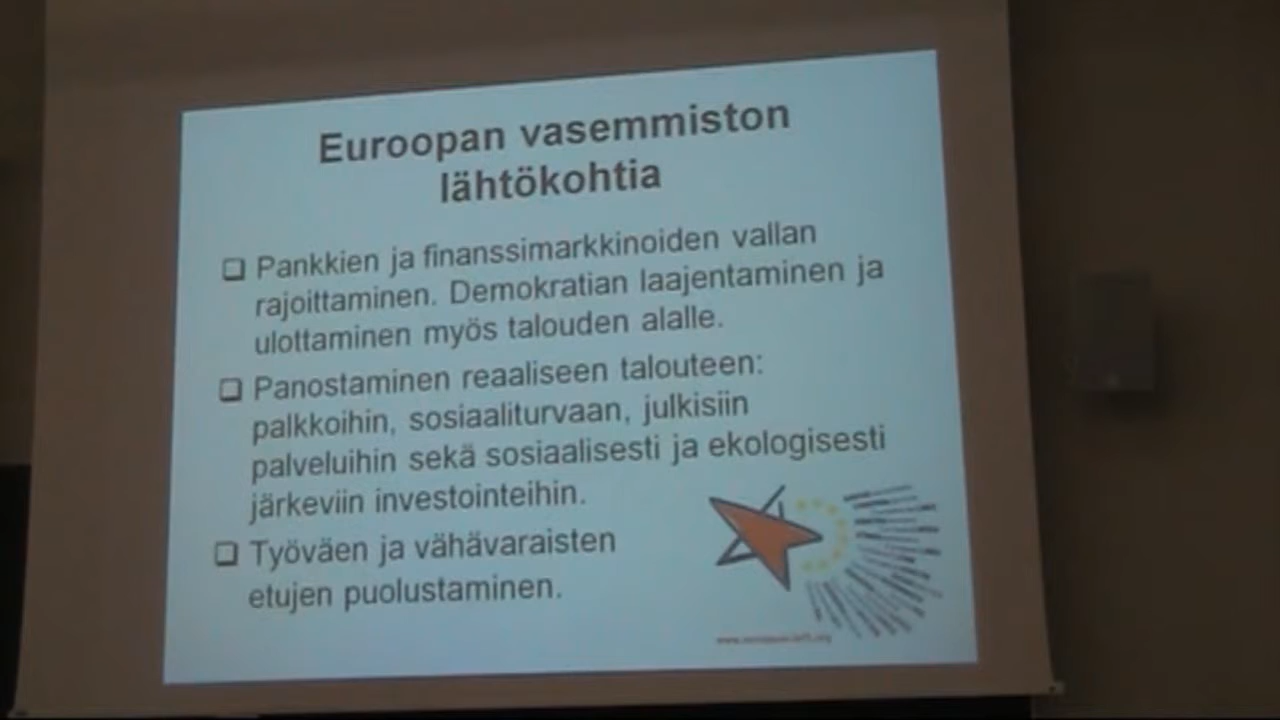 Euroopan vasemmiston
lähtökohtia
❑ Pankkien ja finanssimarkkinoiden vallan
rajoittaminen. Demokratian laajentaminen ja
ulottaminen myös talouden alalle.
❑ Panostaminen reaaliseen talouteen:
palkkoihin, sosiaaliturvaan, julkisiin
palveluihin sekä sosiaalisesti ja ekologisesti
järkeviin investointeihin.
❑ Työväen ja vähävaraisten
etujen puolustaminen.